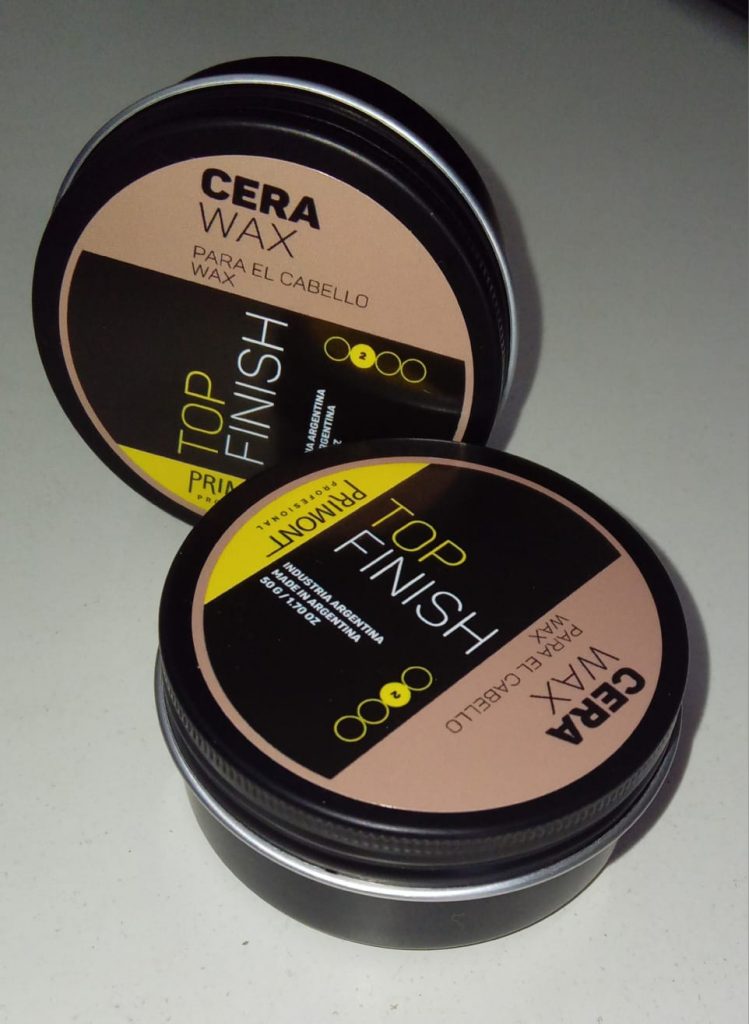 CERA
WAX
PARA EL CABELLO
WAX
TOP
FINISH
2
PRIMONT
PROFESIONAL
TOP
FINISH
INDUSTRIA ARGENTINA
MADE IN ARGENTINA
50 G / 1.70 OZ
2
CERA
WAX
PARA EL CABELLO
WAX